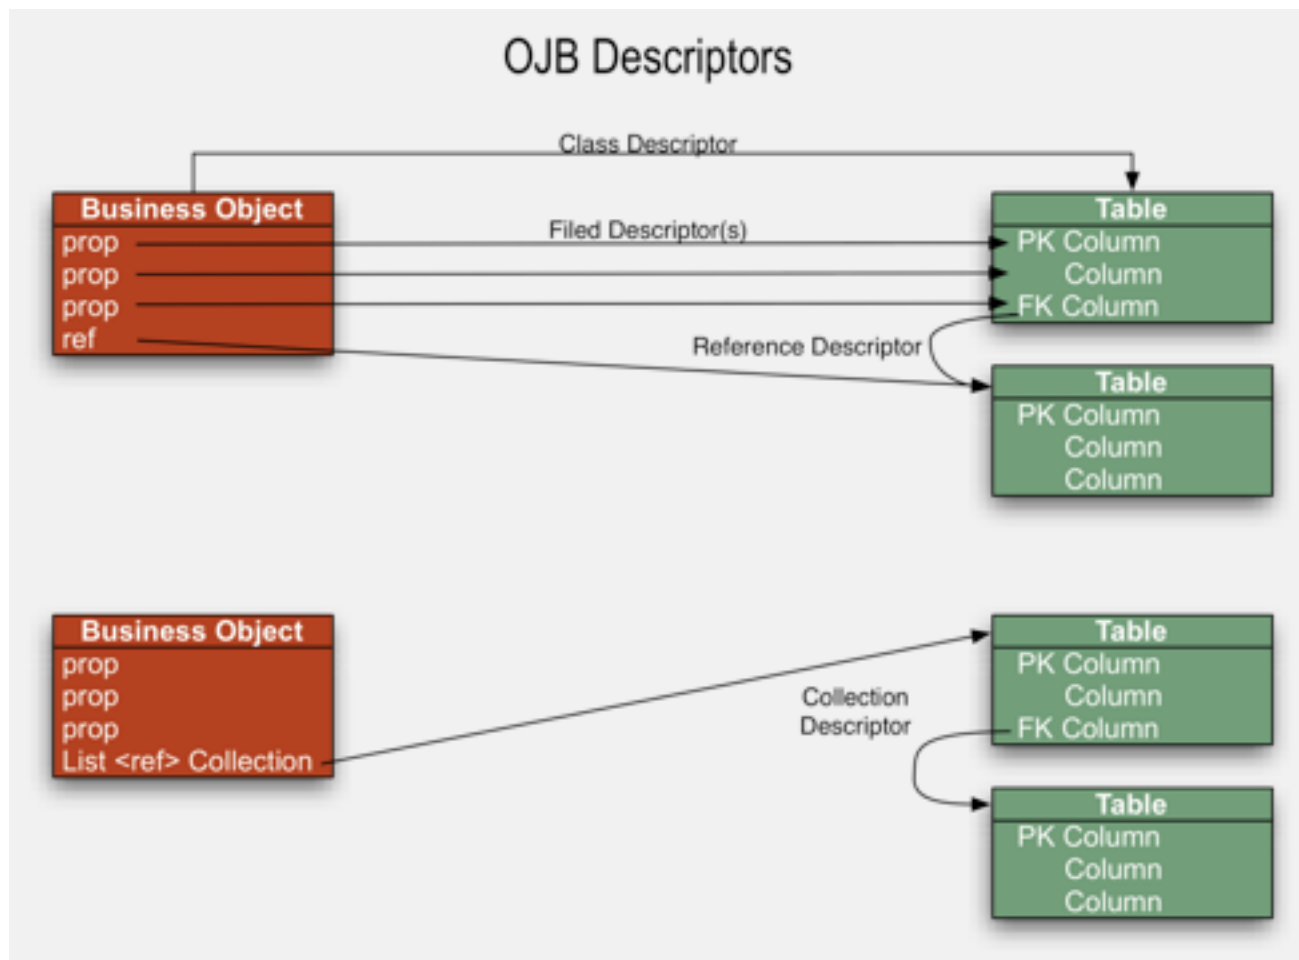 OJB Descriptors
Class Descriptor
Business Object
prop
prop
prop
ref
Filed Descriptor(s)
Reference Descriptor
Table
PK Column
Column
FK Column
Table
PK Column
Column
Column
Business Object
prop
prop
prop
List <ref> Collection
Collection
Descriptor
Table
PK Column
Column
FK Column
Table
PK Column
Column
Column